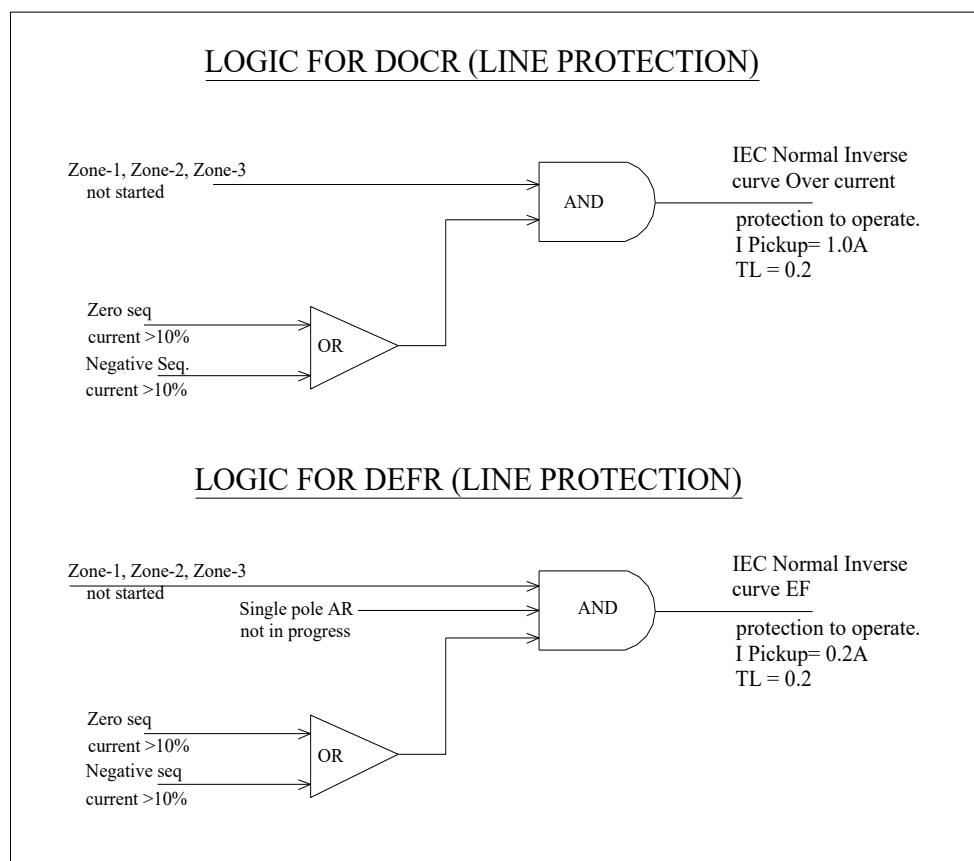 LOGIC FOR DOCR (LINE PROTECTION)
Zone-1, Zone-2, Zone-3
not started
AND
IEC Normal Inverse
curve Over current
protection to operate.
I Pickup= 1.0A
TL = 0.2
Zero seq
current >10%
Negative Seq.
current >10%
OR
LOGIC FOR DEFR (LINE PROTECTION)
Zone-1, Zone-2, Zone-3
not started
Single pole AR
not in progress
AND
IEC Normal Inverse
curve EF
protection to operate.
I Pickup= 0.2A
TL = 0.2
Zero seq
current >10%
Negative seq
current >10%
OR